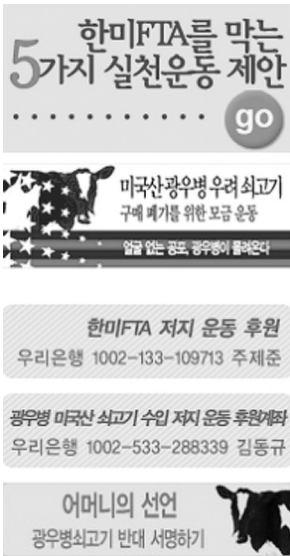 한미FTA를 막는
5가지 실천운동 제안
go
미국산 광우병 우려 쇠고기
구매 폐기를 위한 모금 운동
얼굴 없는 공포, 광우병이 몰려온다
한미FTA 저지 운동 후원
우리은행 1002-133-109713 주제준
광우병 미국산 쇠고기 수입 저지 운동 후원계좌
우리은행 1002-533-288339 김동규
어머니의 선언
광우병쇠고기 반대 서명하기